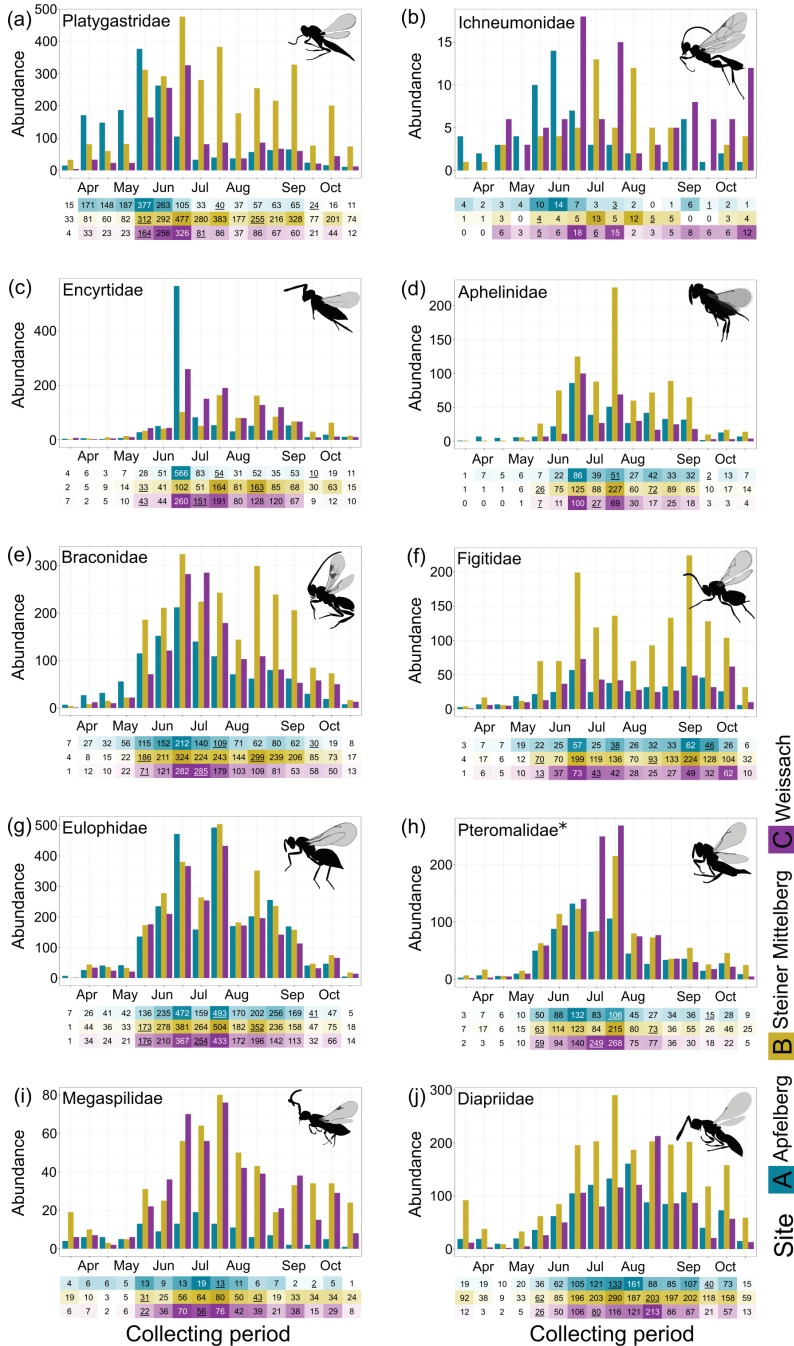 (a) Platygastridae
500
400
300
200
100
0
Abundance
Apr May Jun Jul Aug Sep Oct
15 171 148 187 377 263 105 33 40 37 57 63 65 24 16 11
33 81 60 82 312 292 477 280 383 177 255 216 328 77 201 74
4 33 23 23 164 256 326 81 86 37 86 67 60 21 44 12
(b) Ichneumonidae
15
10
5
0
Abundance
Apr May Jun Jul Aug Sep Oct
4 2 3 4 10 14 7 3 3 2 0 1 6 1 2 1
1 1 3 0 4 4 5 13 5 12 5 5 0 0 3 4
0 0 6 3 5 6 18 6 15 2 3 5 8 6 6 12
(c) Encyrtidae
400
200
0
Abundance
Apr May Jun Jul Aug Sep Oct
4 6 3 7 28 51 566 83 54 31 52 35 53 10 19 11
2 5 9 14 33 41 102 51 164 81 163 85 68 30 63 15
7 2 5 10 43 44 260 151 191 80 128 120 67 9 12 10
(d) Aphelinidae
200
150
100
50
0
Abundance
Apr May Jun Jul Aug Sep Oct
1 7 5 6 7 22 86 39 51 27 42 33 32 2 13 7
1 1 1 6 26 75 125 88 227 60 72 89 65 10 17 14
0 0 0 1 7 11 100 27 69 30 17 25 18 3 3 4
(e) Braconidae
300
200
100
0
Abundance
Apr May Jun Jul Aug Sep Oct
7 27 32 56 115 152 212 140 109 71 62 80 62 30 19 8
4 8 15 22 186 211 324 224 243 144 299 239 206 85 73 17
1 12 10 22 71 121 282 285 179 103 109 81 53 58 50 13
(f) Figitidae
200
150
100
50
0
Abundance
Apr May Jun Jul Aug Sep Oct
3 7 7 19 22 25 57 25 38 26 32 33 62 46 26 6
4 17 6 12 70 70 199 119 136 70 93 133 224 128 104 32
1 6 5 10 13 37 73 43 42 28 25 27 49 32 62 10
(g) Eulophidae
500
400
300
200
100
0
Abundance
Apr May Jun Jul Aug Sep Oct
7 26 41 42 136 235 472 159 493 170 202 256 169 41 47 5
1 44 36 33 173 278 381 264 504 182 352 236 158 47 75 18
1 34 24 21 176 210 367 254 433 172 196 142 113 32 66 14
(h) Pteromalidae*
200
100
0
Abundance
Apr May Jun Jul Aug Sep Oct
3 7 6 10 50 88 132 83 106 45 27 34 36 15 28 9
7 17 6 15 63 114 123 84 215 80 73 35 55 26 46 25
2 3 5 10 59 94 140 249 268 75 77 36 30 18 22 5
(i) Megaspilidae
80
60
40
20
0
Abundance
Apr May Jun Jul Aug Sep Oct
4 6 6 5 13 9 13 19 13 11 6 7 2 2 5 1
19 10 3 5 31 25 56 64 80 50 43 19 33 34 34 24
6 7 2 5 22 36 70 56 76 42 39 21 38 15 29 8
Collecting period
(j) Diapriidae
300
200
100
0
Abundance
Apr May Jun Jul Aug Sep Oct
19 19 10 20 36 62 105 121 133 161 88 85 107 40 73 15
92 38 9 33 62 85 196 203 290 187 203 197 202 118 158 59
12 3 2 5 26 50 106 80 116 121 213 86 87 21 57 13
Collecting period
Site A Apfelberg B Steiner Mittelberg C Weissach